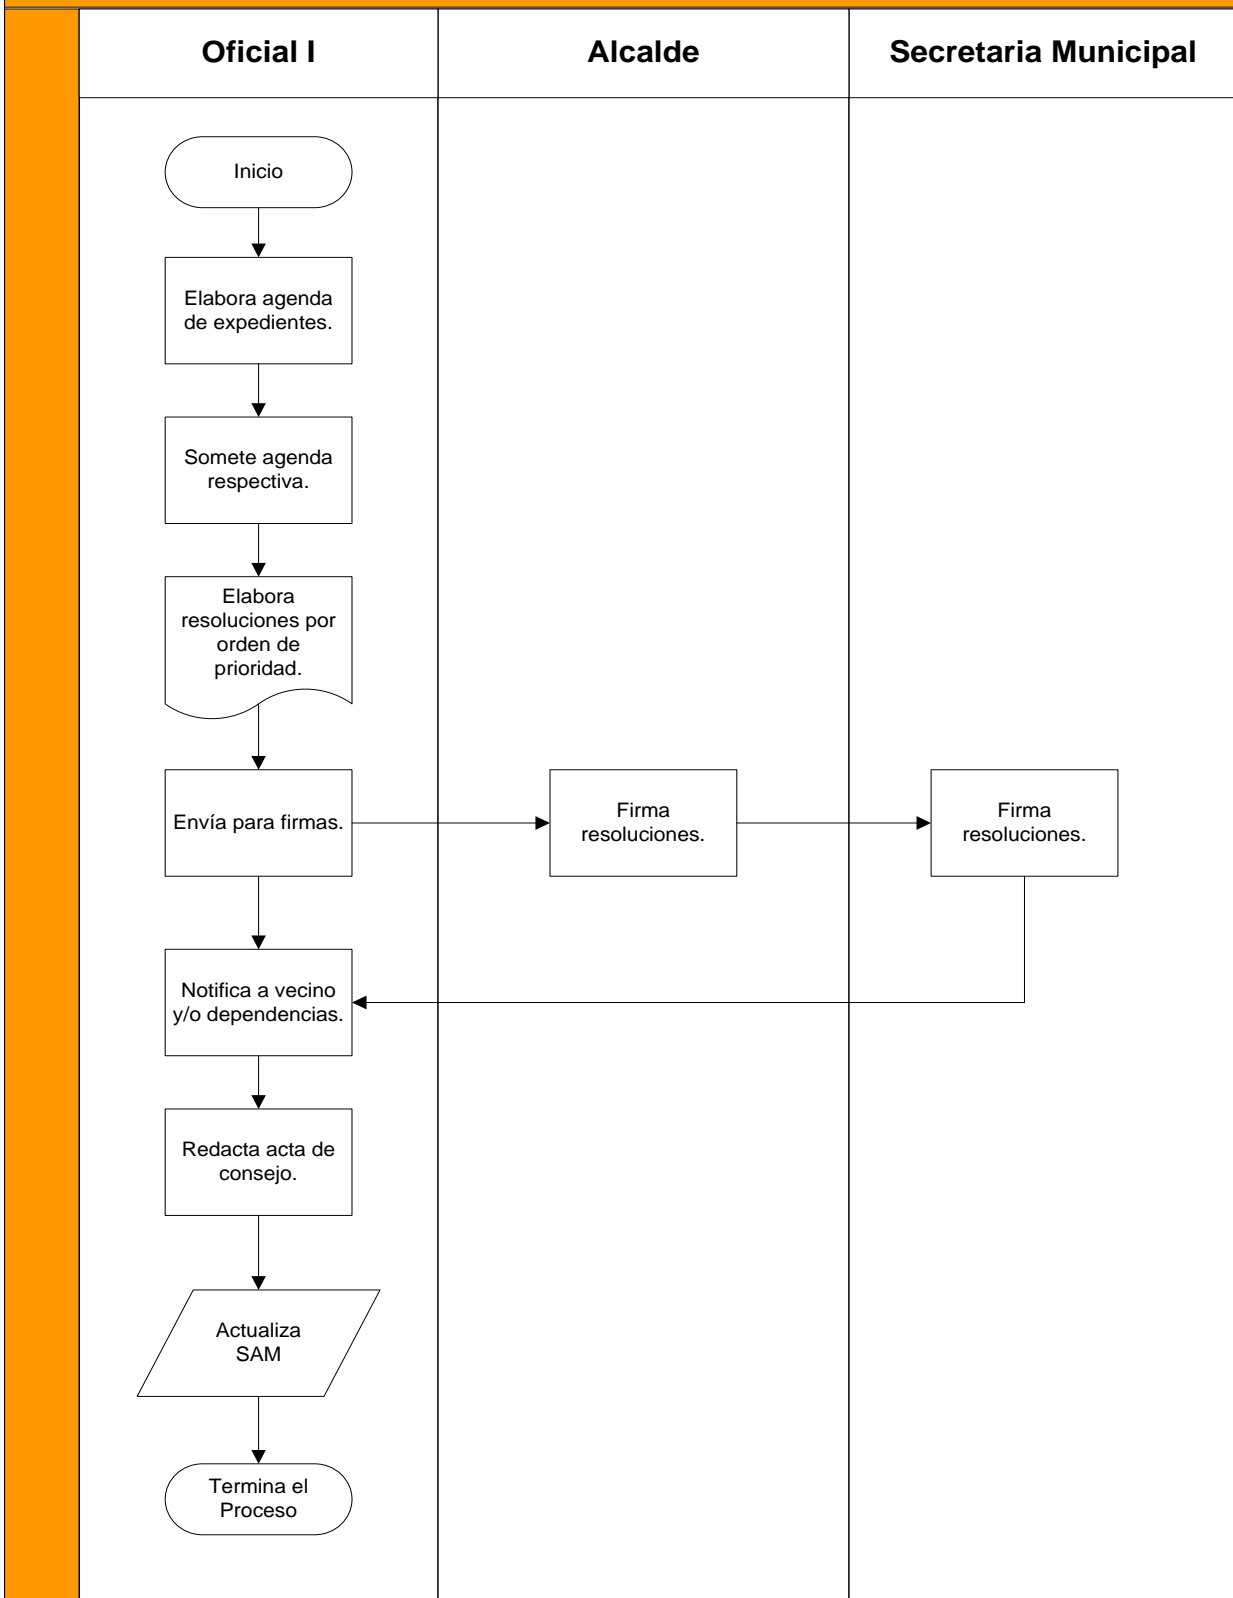 Oficial I
Alcalde
Secretaria Municipal
Inicio
Elabora agenda
de expedientes.
Somete agenda
respectiva.
Elabora
resoluciones por
orden de
prioridad.
Envía para firmas.
Firma
resoluciones.
Firma
resoluciones.
Notifica a vecino
y/o dependencias.
Redacta acta de
consejo.
Actualiza
SAM
Termina el
Proceso